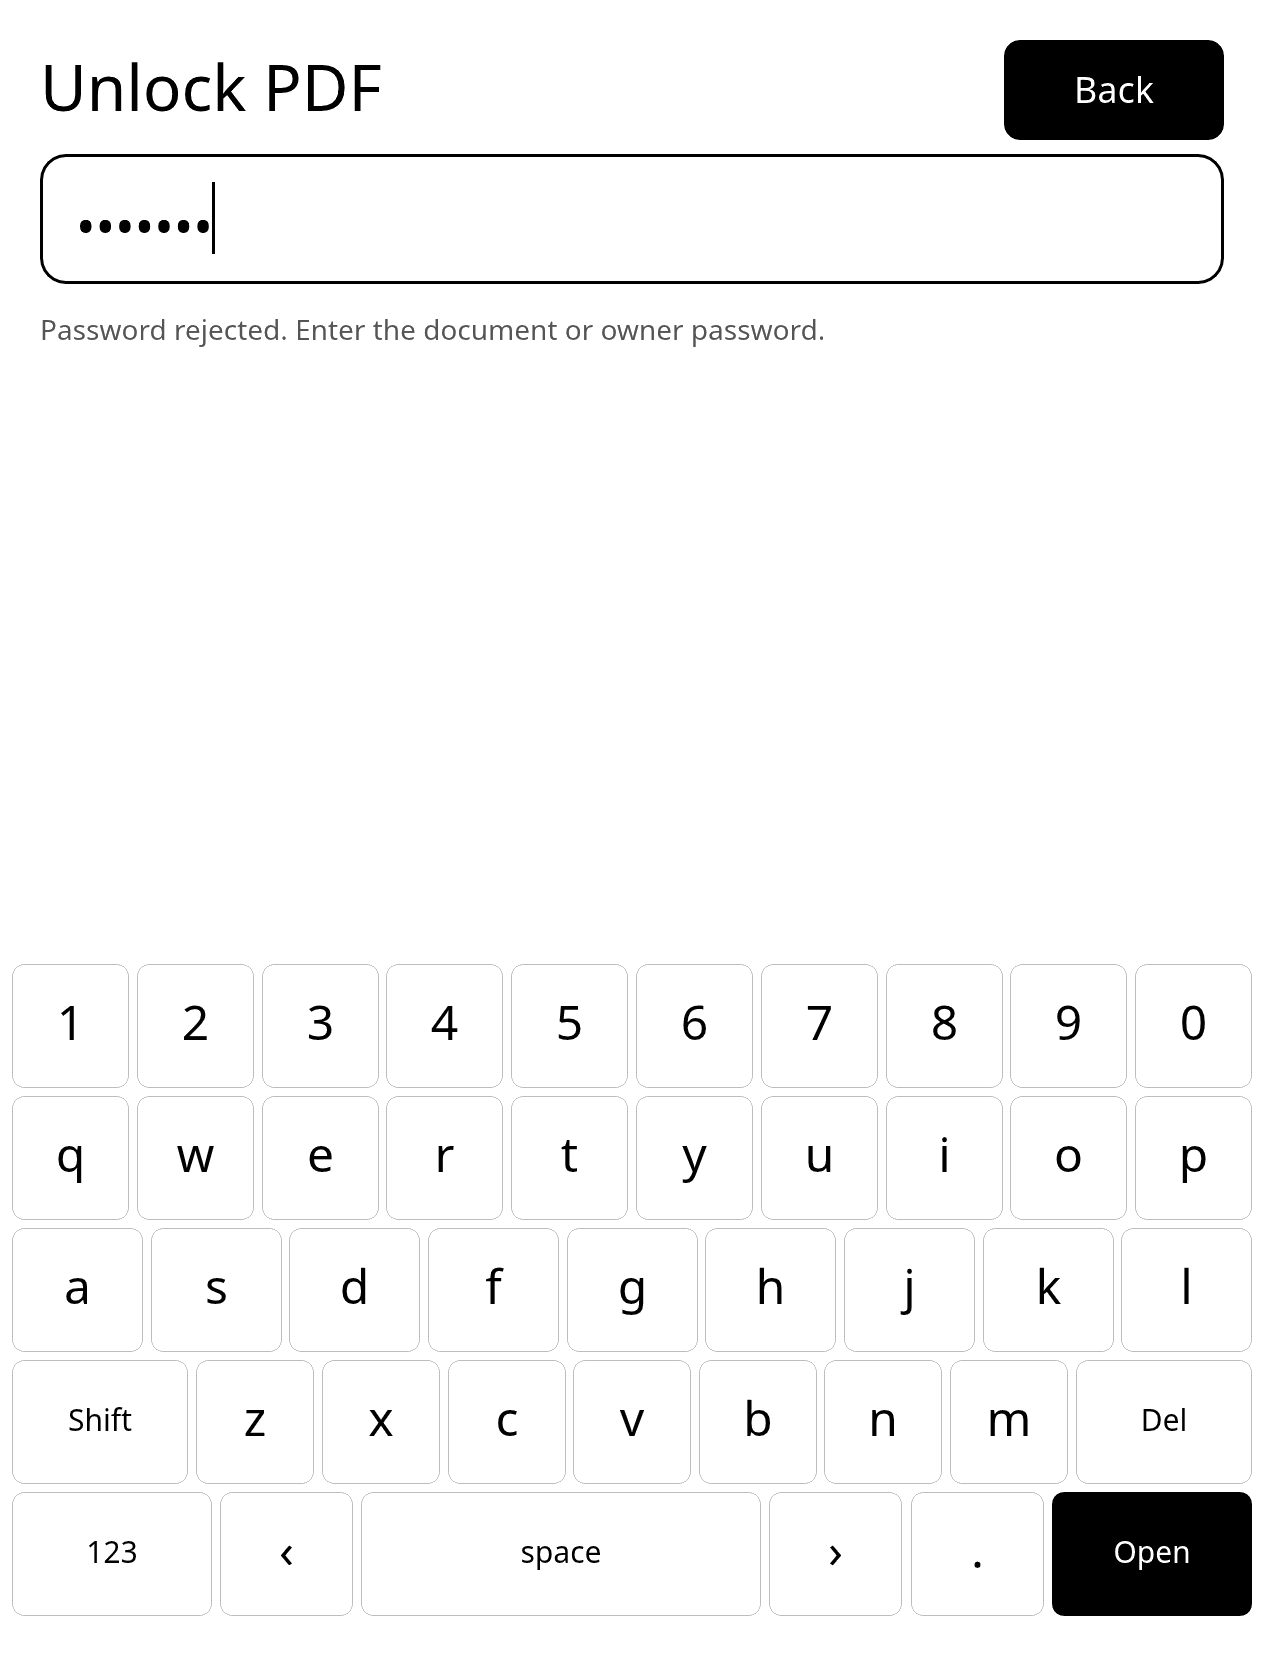 Unlock PDF
Back
•••••••
Password rejected. Enter the document or owner password.
1 2 3 4 5 6 7 8 9 0
q w e r t y u i o p
a s d f g h j k l
Shift z x c v b n m Del
123 ‹ space › . Open